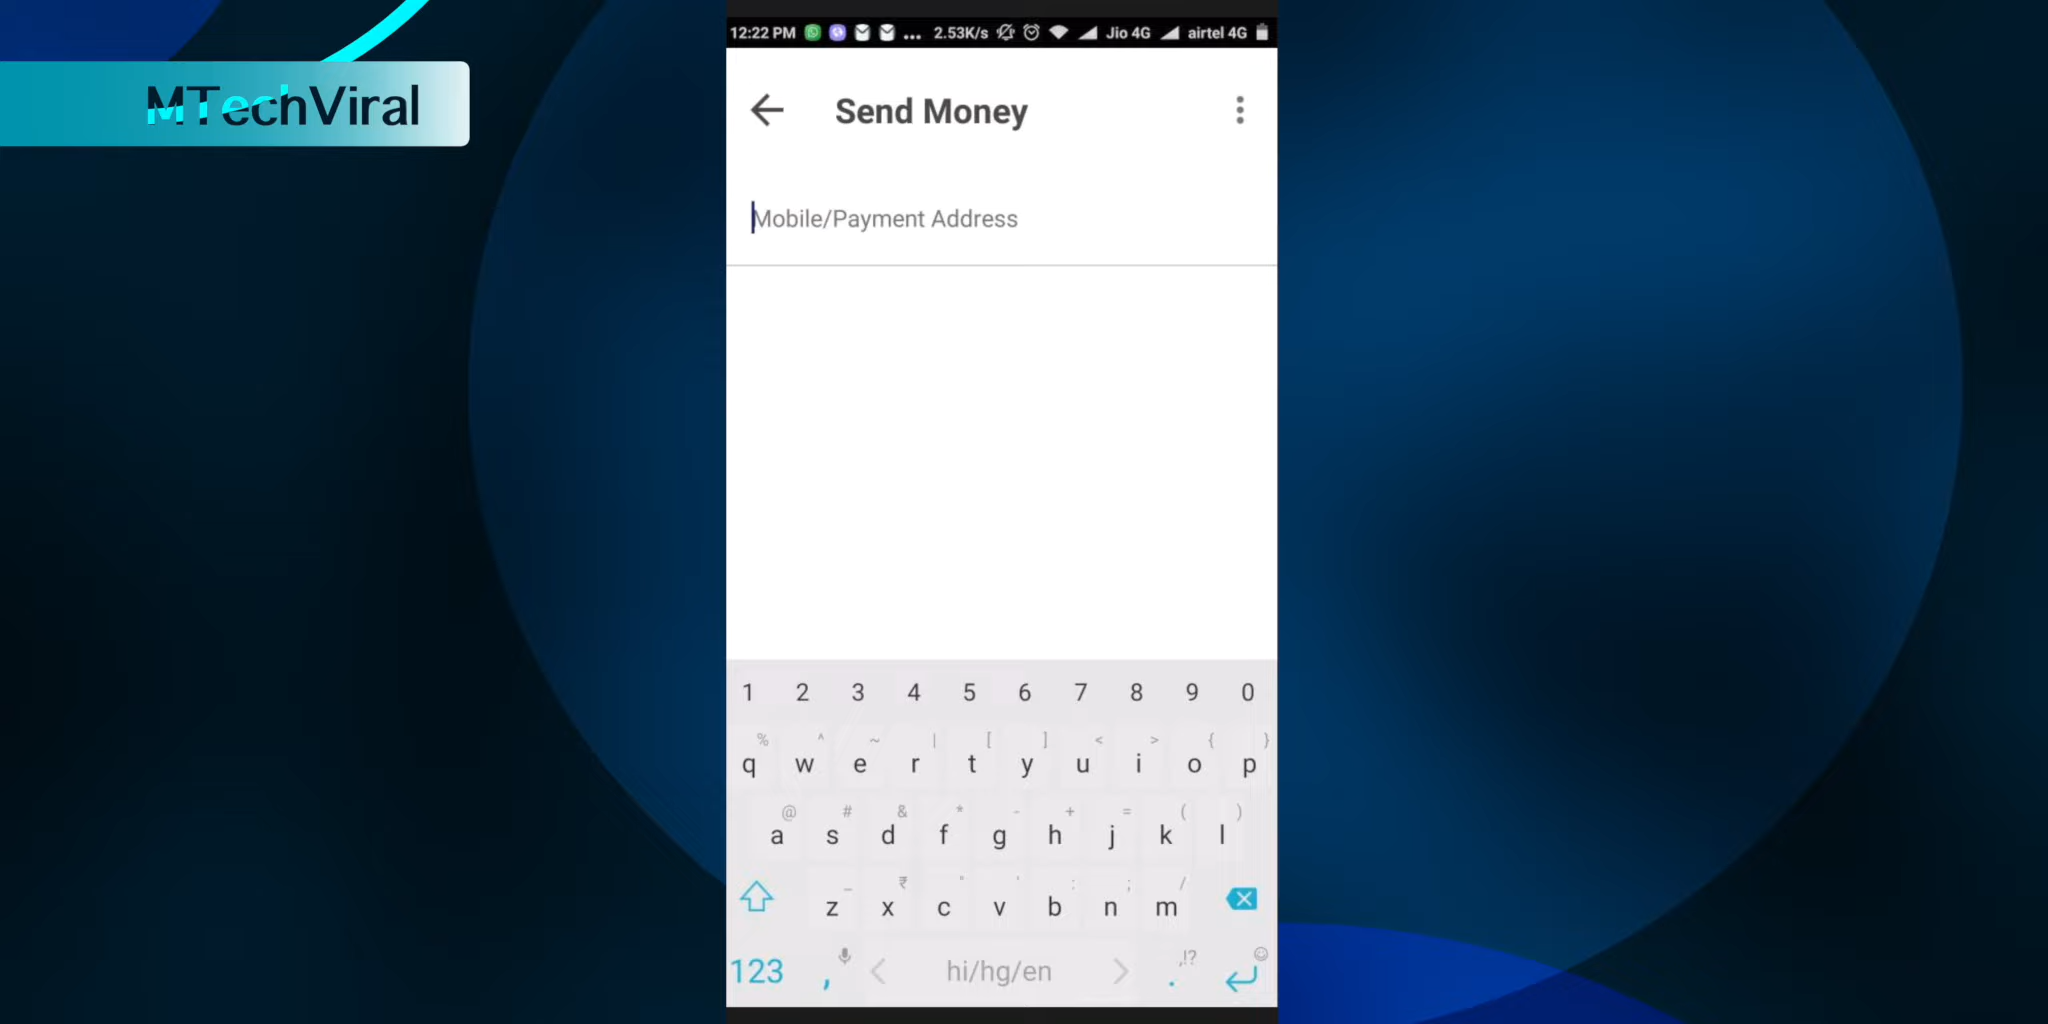 MTechViral
12:22 PM ... 2.53K/s Jio 4G airtel 4G
Send Money
Mobile/Payment Address
1 2 3 4 5 6 7 8 9 0
% ^ ~ | [ ] < > { }
q w e r t y u i o p
@ # & * - + = ( )
a s d f g h j k l
_ ₹ " ' : ; /
z x c v b n m
,!?
123 , < hi/hg/en > .